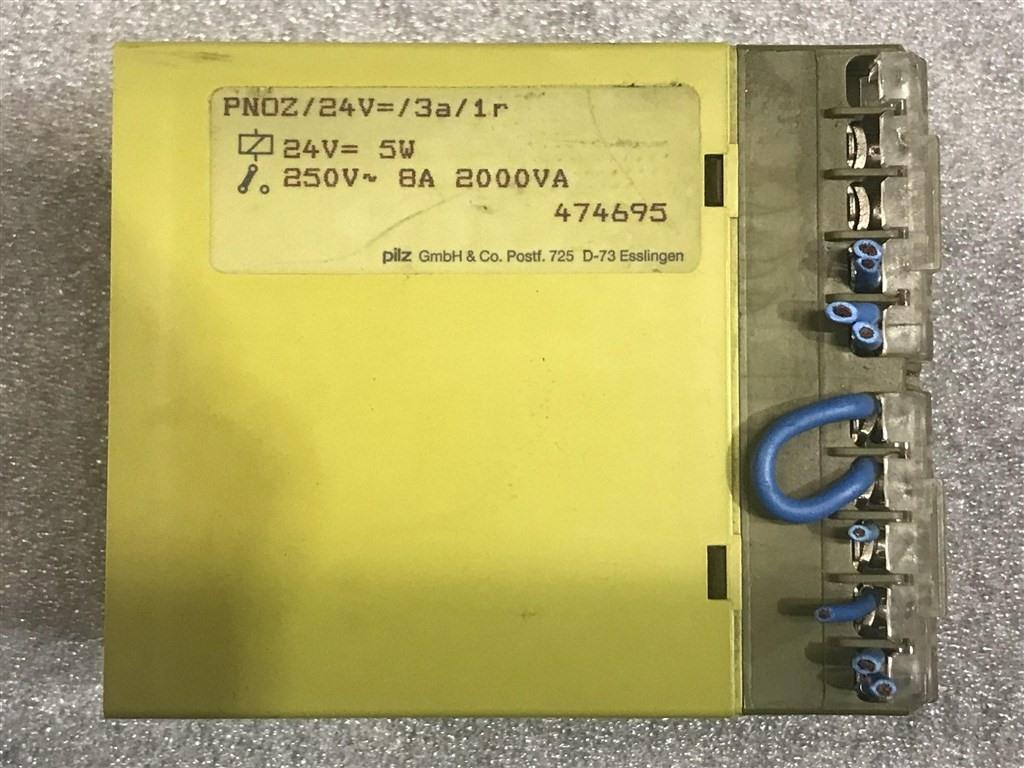 PNOZ/24V=/3a/1r
24V= 5W
250V~ 8A 2000VA
474695
pilz GmbH & Co. Postf. 725 D-73 Esslingen